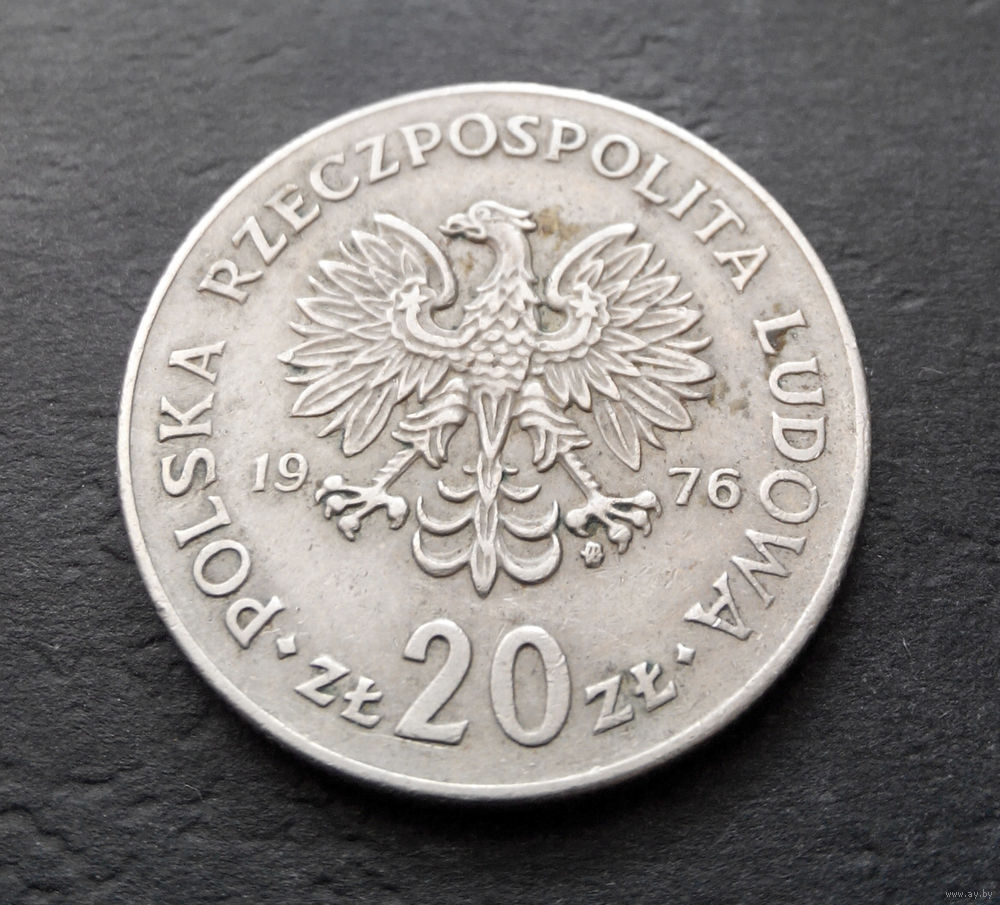 POLSKA RZECZPOSPOLITA LUDOWA
19 76
ZŁ 20 ZŁ
www.ay.by